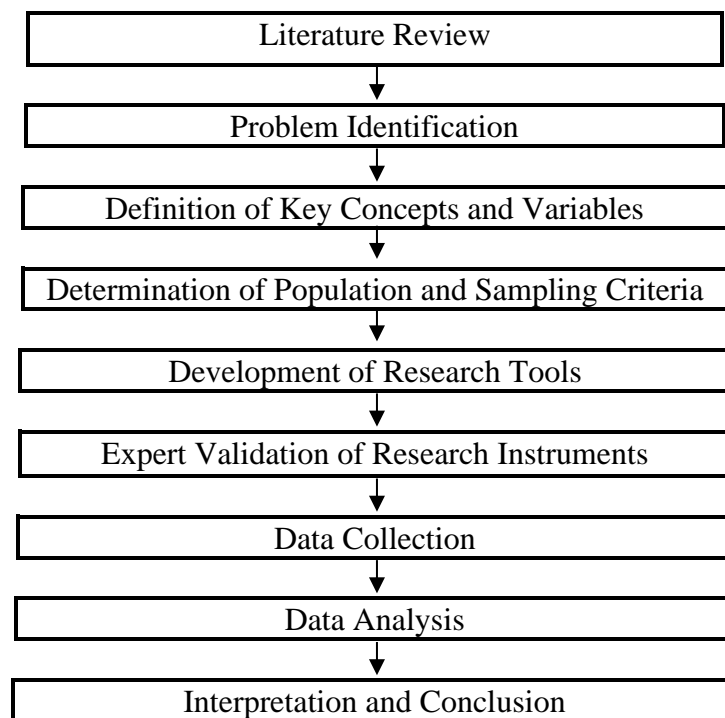 Literature Review
Problem Identification
Definition of Key Concepts and Variables
Determination of Population and Sampling Criteria
Development of Research Tools
Expert Validation of Research Instruments
Data Collection
Data Analysis
Interpretation and Conclusion